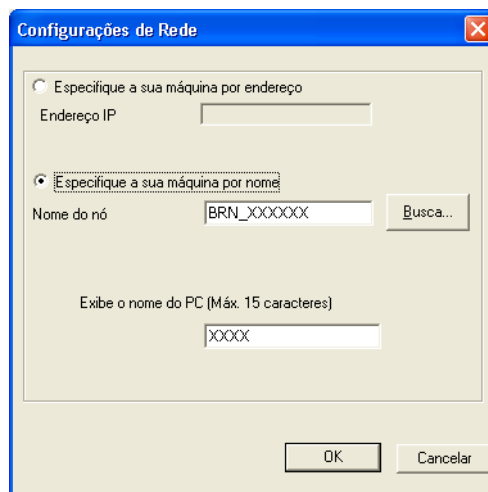 Configurações de Rede
Especifique a sua máquina por endereço
Endereço IP
Especifique a sua máquina por nome
Nome do nó BRN_XXXXXX Busca...
Exibe o nome do PC (Máx. 15 caracteres)
XXXX
OK Cancelar